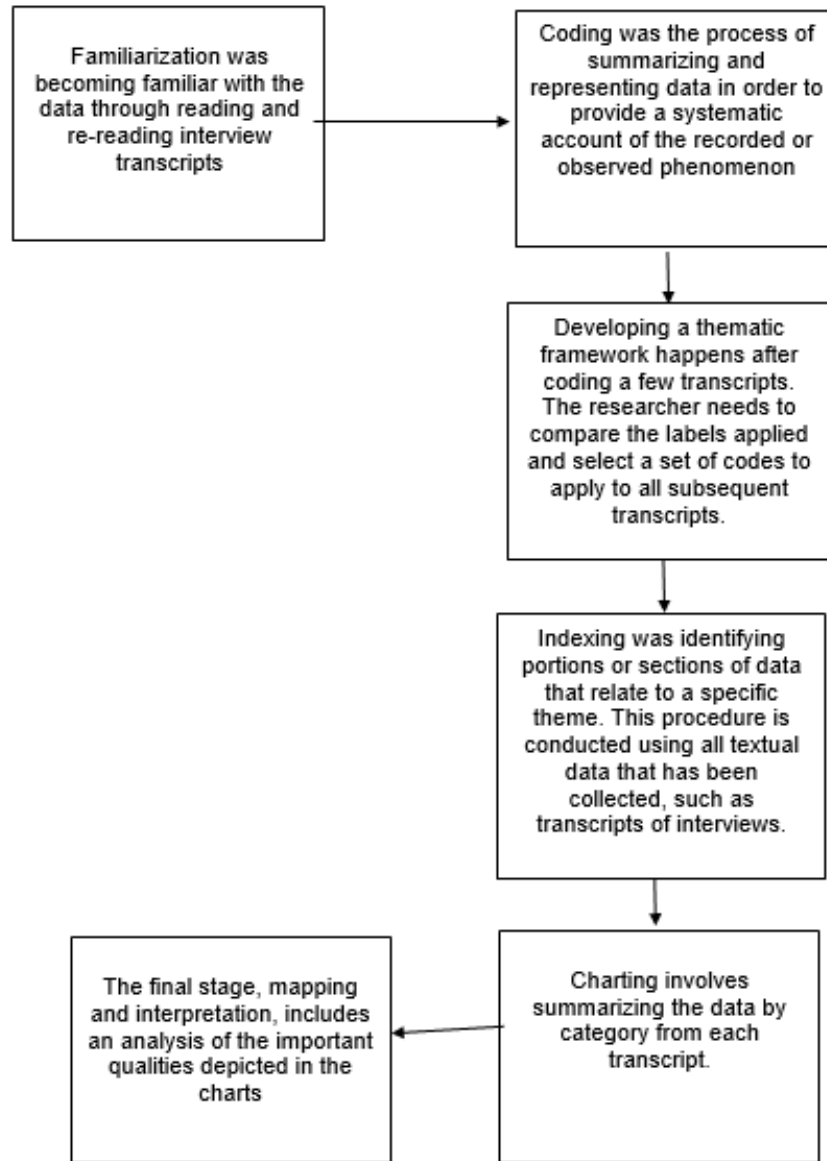 Familiarization was
becoming familiar with the
data through reading and
re-reading interview
transcripts
Coding was the process of
summarizing and
representing data in order to
provide a systematic
account of the recorded or
observed phenomenon
Developing a thematic
framework happens after
coding a few transcripts.
The researcher needs to
compare the labels applied
and select a set of codes to
apply to all subsequent
transcripts.
Indexing was identifying
portions or sections of data
that relate to a specific
theme. This procedure is
conducted using all textual
data that has been
collected, such as
transcripts of interviews.
Charting involves
summarizing the data by
category from each
transcript.
The final stage, mapping
and interpretation, includes
an analysis of the important
qualities depicted in the
charts